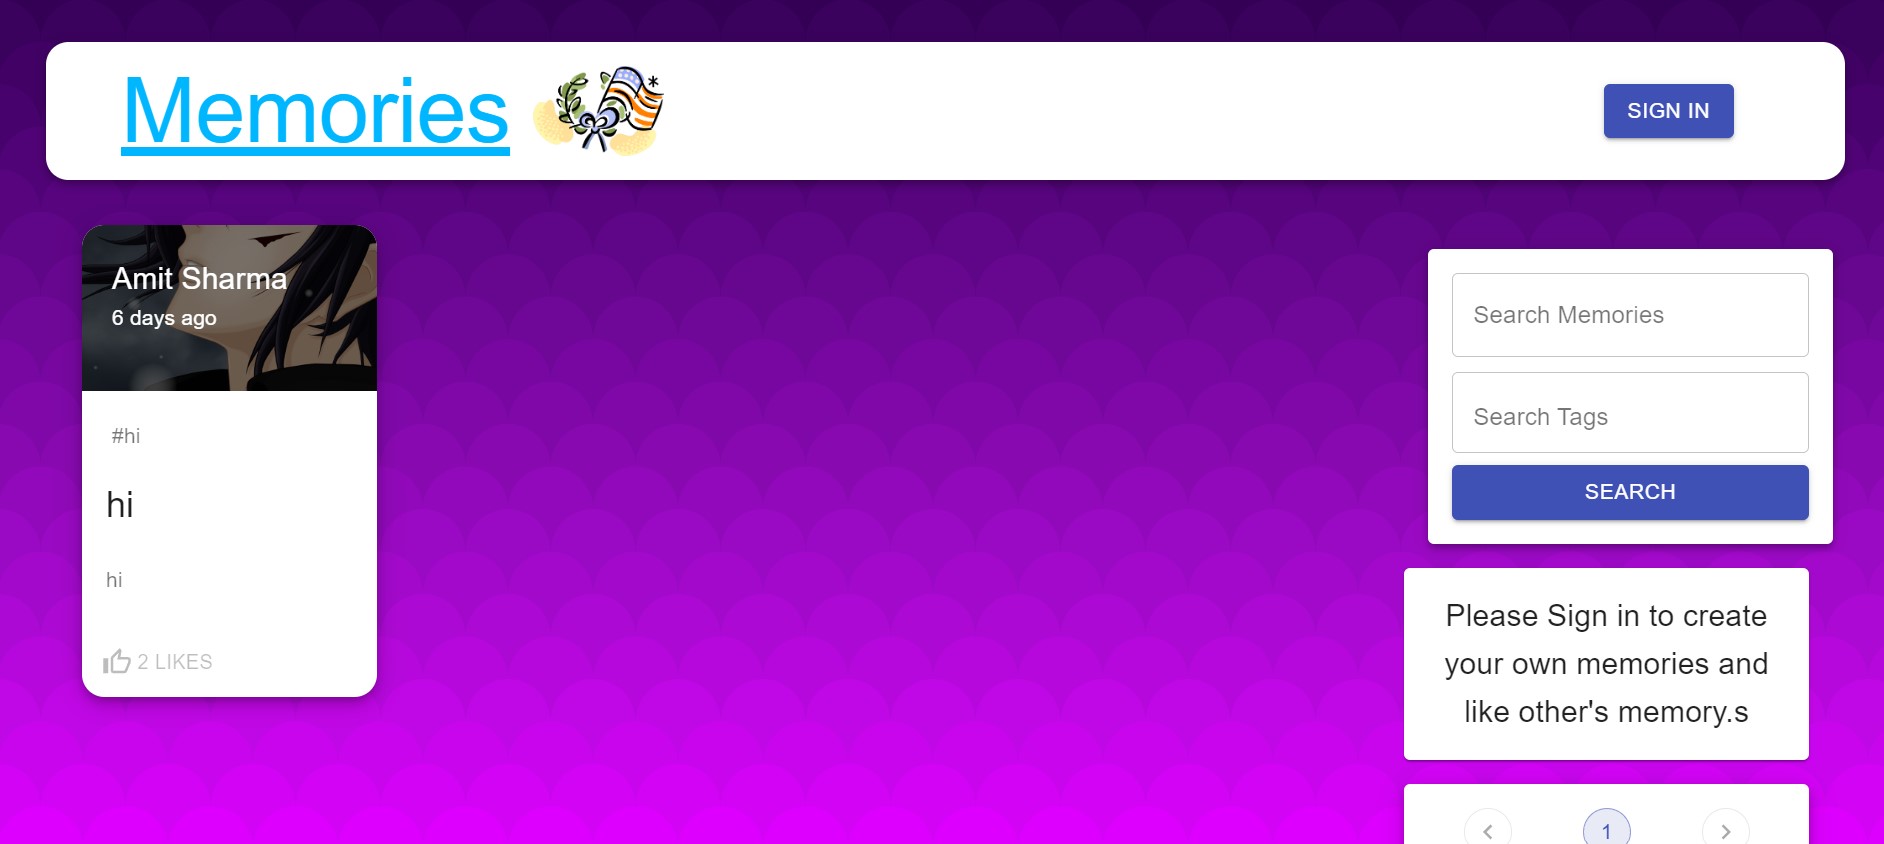 Memories
SIGN IN
Amit Sharma
6 days ago
#hi
hi
hi
2 LIKES
Search Memories
Search Tags
SEARCH
Please Sign in to create
your own memories and
like other's memory.s
1